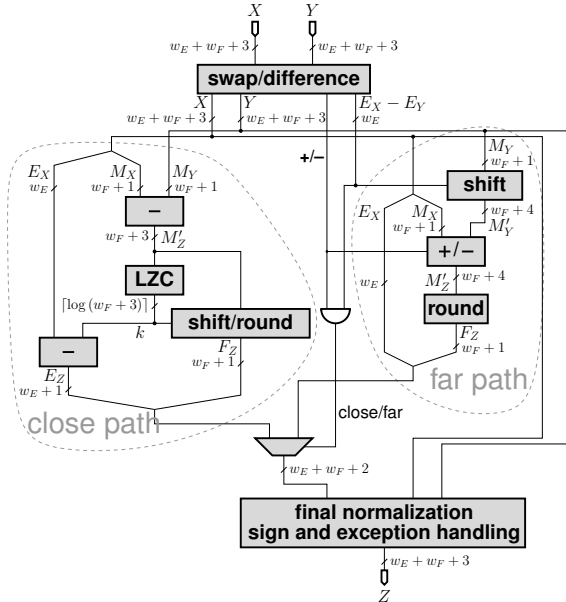 X Y
w_E + w_F + 3 w_E + w_F + 3
swap/difference
X Y E_X − E_Y
w_E + w_F + 3 w_E + w_F + 3 w_E
+/−
E_X M_X M_Y
w_E w_F + 1 w_F + 1
−
w_F + 3 M′_Z
LZC
⌈log(w_F + 3)⌉
k
shift/round
−
E_Z
w_E + 1
F_Z
w_F + 1
close path
M_Y
w_F + 1
shift
w_F + 4
M′_Y
E_X M_X
w_F + 1
+/−
w_E
M′_Z w_F + 4
round
F_Z
w_F + 1
far path
close/far
w_E + w_F + 2
final normalization
sign and exception handling
w_E + w_F + 3
Z